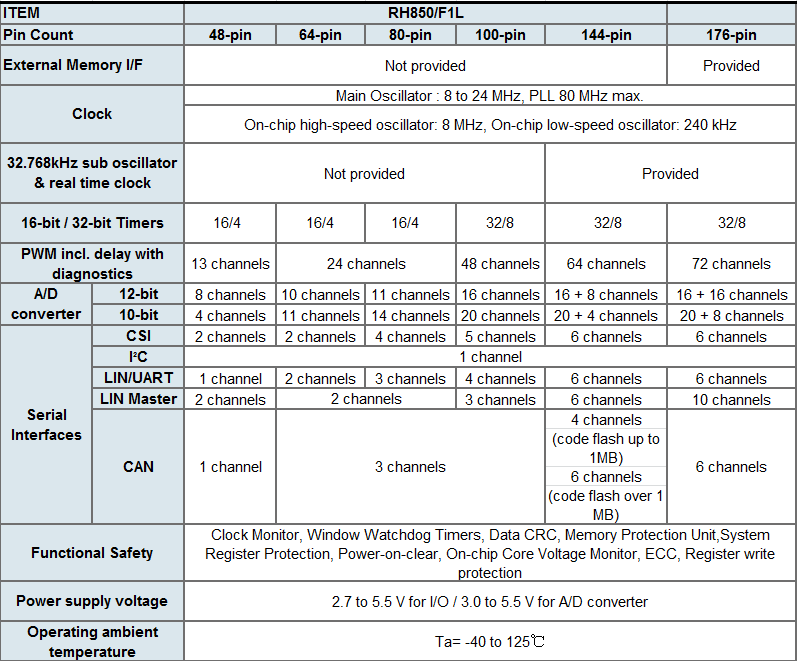 ITEM RH850/F1L
Pin Count 48-pin 64-pin 80-pin 100-pin 144-pin 176-pin
External Memory I/F Not provided Provided
Clock
Main Oscillator : 8 to 24 MHz, PLL 80 MHz max.
On-chip high-speed oscillator: 8 MHz, On-chip low-speed oscillator: 240 kHz
32.768kHz sub oscillator
& real time clock
Not provided Provided
16-bit / 32-bit Timers 16/4 16/4 16/4 32/8 32/8 32/8
PWM incl. delay with
diagnostics
13 channels 24 channels 48 channels 64 channels 72 channels
A/D
converter
12-bit 8 channels 10 channels 11 channels 16 channels 16 + 8 channels 16 + 16 channels
10-bit 4 channels 11 channels 14 channels 20 channels 20 + 4 channels 20 + 8 channels
Serial
Interfaces
CSI 2 channels 2 channels 4 channels 5 channels 6 channels 6 channels
I²C 1 channel
LIN/UART 1 channel 2 channels 3 channels 4 channels 6 channels 6 channels
LIN Master 2 channels 2 channels 3 channels 6 channels 10 channels
CAN 1 channel 3 channels
4 channels
(code flash up to
1MB)
6 channels
(code flash over 1
MB)
6 channels
Functional Safety
Clock Monitor, Window Watchdog Timers, Data CRC, Memory Protection Unit,System
Register Protection, Power-on-clear, On-chip Core Voltage Monitor, ECC, Register write
protection
Power supply voltage 2.7 to 5.5 V for I/O / 3.0 to 5.5 V for A/D converter
Operating ambient
temperature
Ta= -40 to 125℃